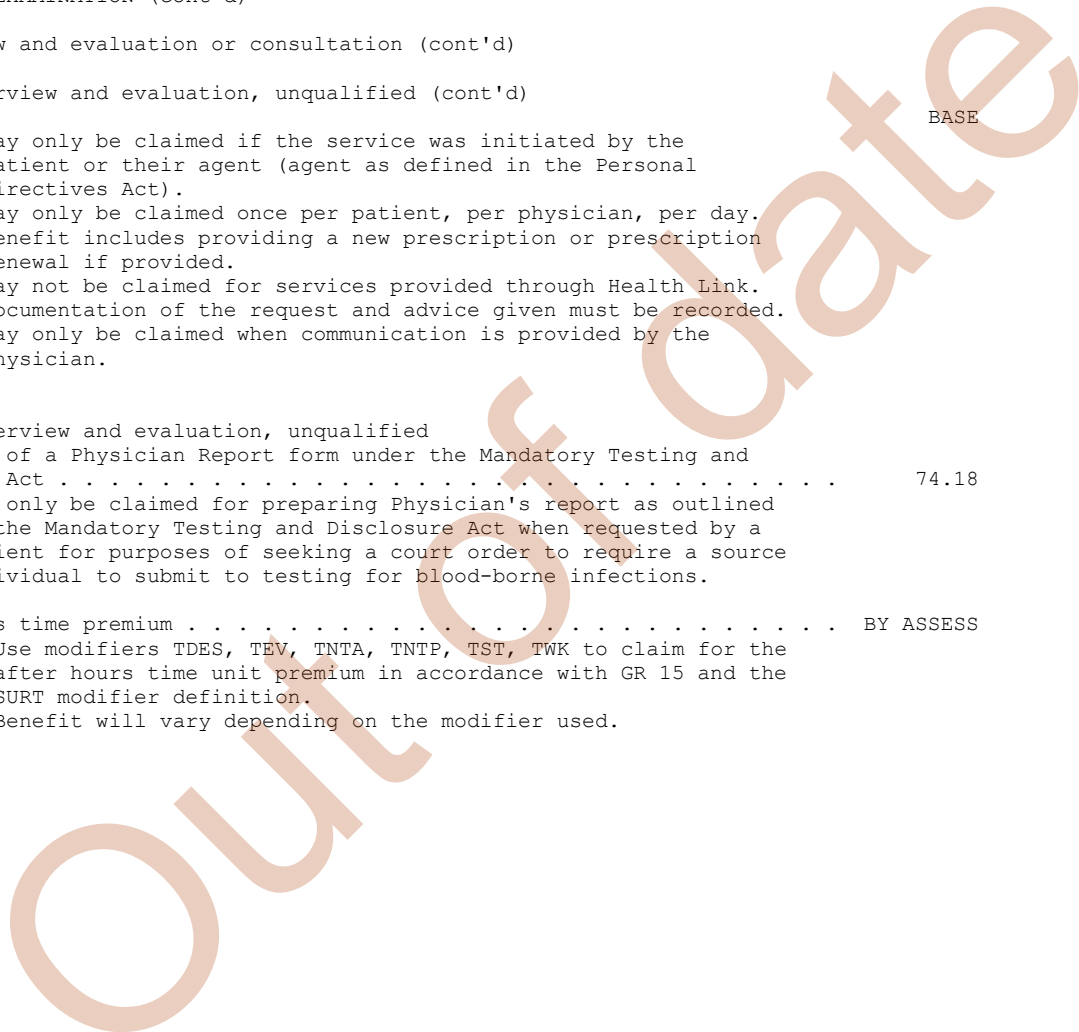 EXAMINATION (cont'd)
w and evaluation or consultation (cont'd)
rview and evaluation, unqualified (cont'd)
BASE
ay only be claimed if the service was initiated by the
atient or their agent (agent as defined in the Personal
irectives Act).
ay only be claimed once per patient, per physician, per day.
enefit includes providing a new prescription or prescription
enewal if provided.
ay not be claimed for services provided through Health Link.
ocumentation of the request and advice given must be recorded.
ay only be claimed when communication is provided by the
hysician.
erview and evaluation, unqualified
of a Physician Report form under the Mandatory Testing and
Act . . . . . . . . . . . . . . . . . . . . . . . . . . . . . . . . . 74.18
only be claimed for preparing Physician's report as outlined
the Mandatory Testing and Disclosure Act when requested by a
ient for purposes of seeking a court order to require a source
ividual to submit to testing for blood-borne infections.
s time premium . . . . . . . . . . . . . . . . . . . . . . . . . . . . BY ASSESS
Use modifiers TDES, TEV, TNTA, TNTP, TST, TWK to claim for the
after hours time unit premium in accordance with GR 15 and the
SURT modifier definition.
Benefit will vary depending on the modifier used.
Out of date